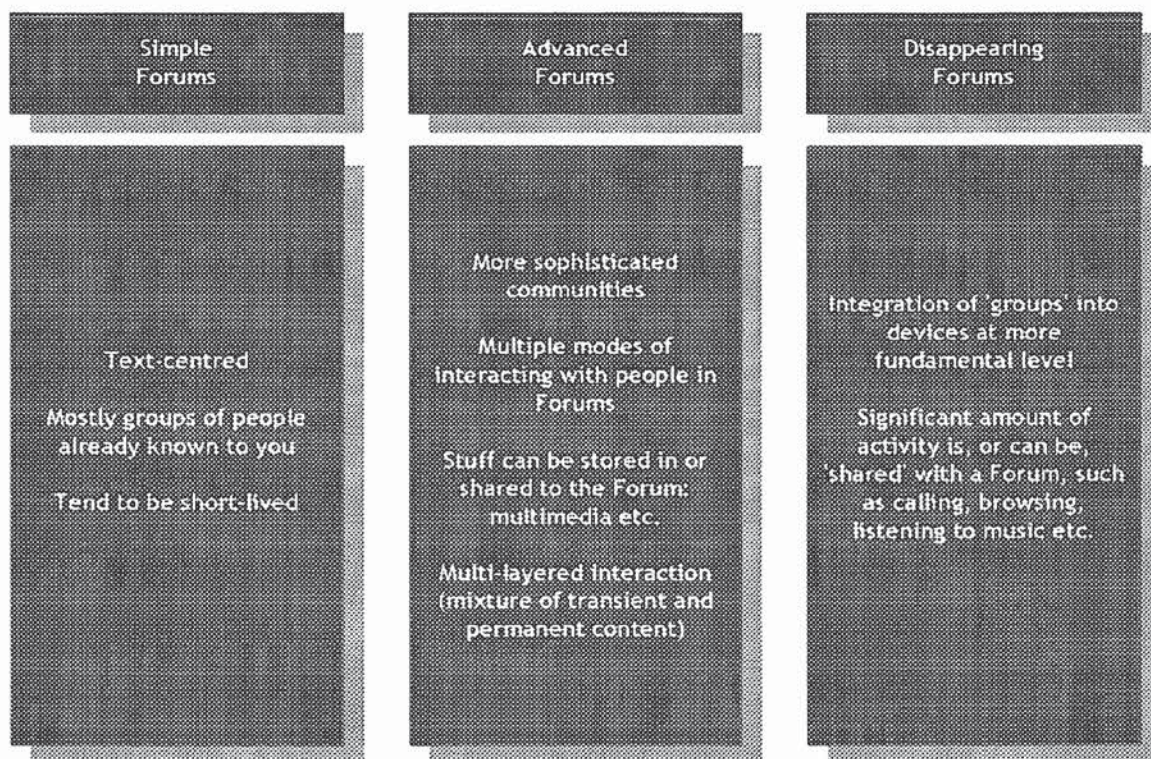 Simple
Forums
Text-centred
Mostly groups of people
already known to you
Tend to be short-lived
Advanced
Forums
More sophisticated
communities
Multiple modes of
interacting with people in
Forums
Stuff can be stored in or
shared to the Forum:
multimedia etc.
Multi-layered interaction
(mixture of transient and
permanent content)
Disappearing
Forums
Integration of 'groups' into
devices at more
fundamental level
Significant amount of
activity is, or can be,
'shared' with a Forum, such
as calling, browsing,
listening to music etc.